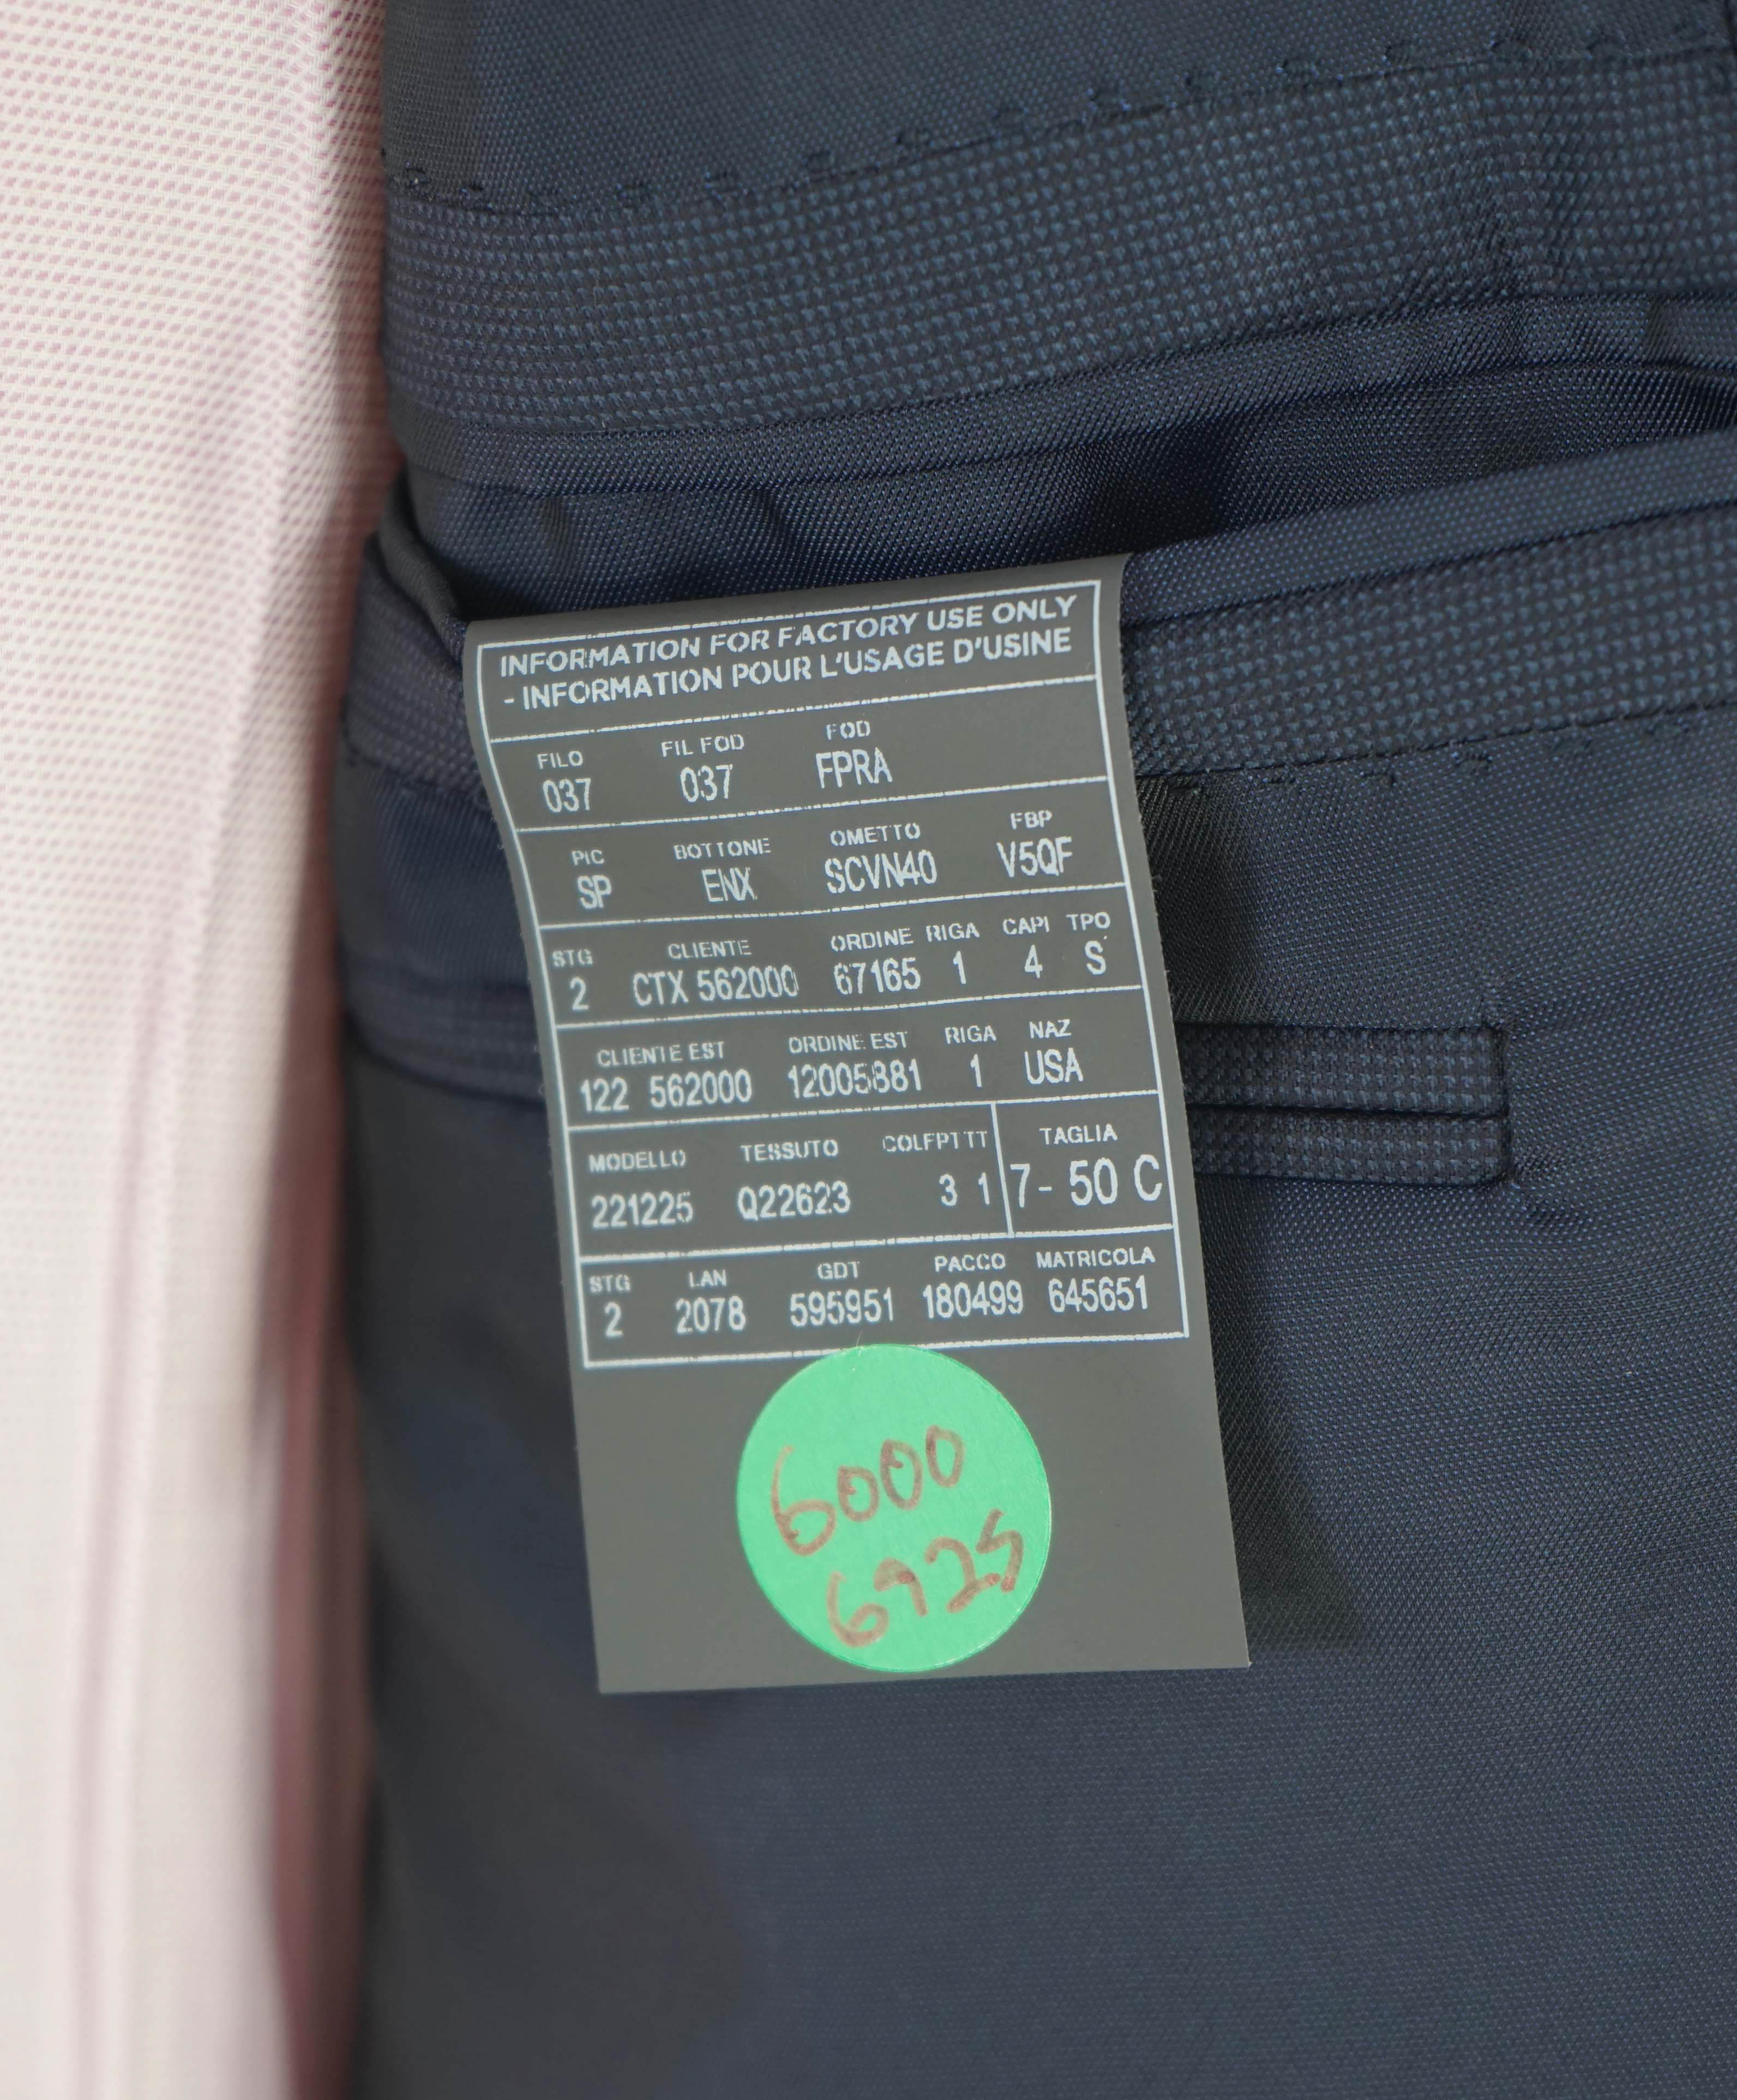 INFORMATION FOR FACTORY USE ONLY
- INFORMATION POUR L'USAGE D'USINE
FILO FIL FOD FOD
037 037 FPRA
PIC BOTTONE OMETTO FBP
SP ENX SCVN40 V5QF
STG CLIENTE ORDINE RIGA CAPI TPO
2 CTX 562000 67165 1 4 S
CLIENTE EST ORDINE EST RIGA NAZ
122 562000 12005881 1 USA
MODELLO TESSUTO COLFPTTT TAGLIA
221225 Q22623 3 1 7- 50 C
STG LAN GDT PACCO MATRICOLA
2 2078 595951 180499 645651
6000
6925